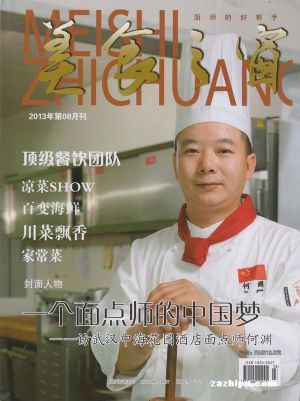 厨师的好帮手
MEISHI
美食之窗
ZHICHUANG
2013年第08月刊
顶级餐饮团队
凉菜SHOW
百变海鲜
川菜飘香
家常菜
封面人物
一个面点师的中国梦
——访武汉中海花园酒店面点师何渊
zazhipu.com